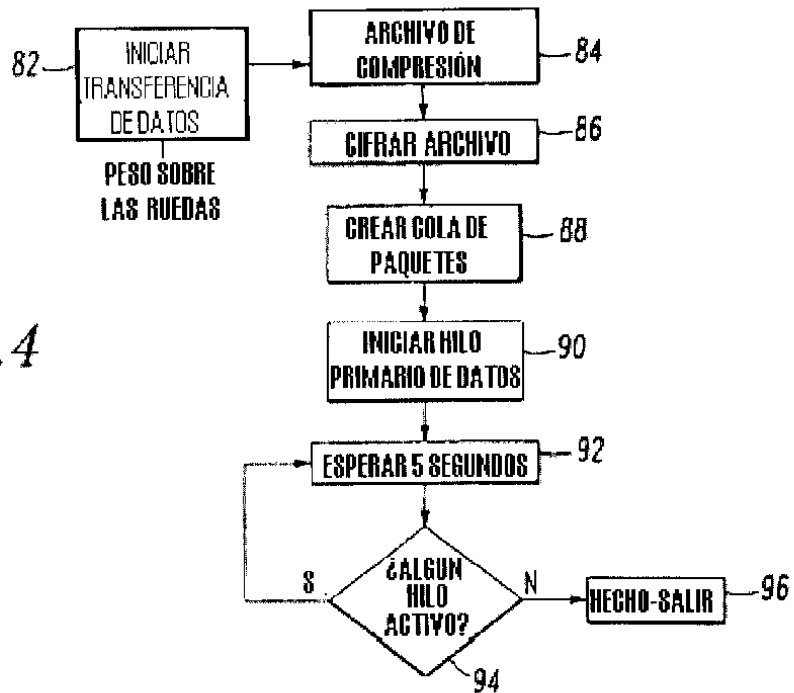 82
INICIAR
TRANSFERENCIA
DE DATOS
PESO SOBRE
LAS RUEDAS
ARCHIVO DE
COMPRESIÓN
84
CIFRAR ARCHIVO
86
CREAR COLA DE
PAQUETES
88
INICIAR HILO
PRIMARIO DE DATOS
90
.4
ESPERAR 5 SEGUNDOS
92
¿ALGUN
HILO
ACTIVO?
S
N
94
HECHO-SALIR
96